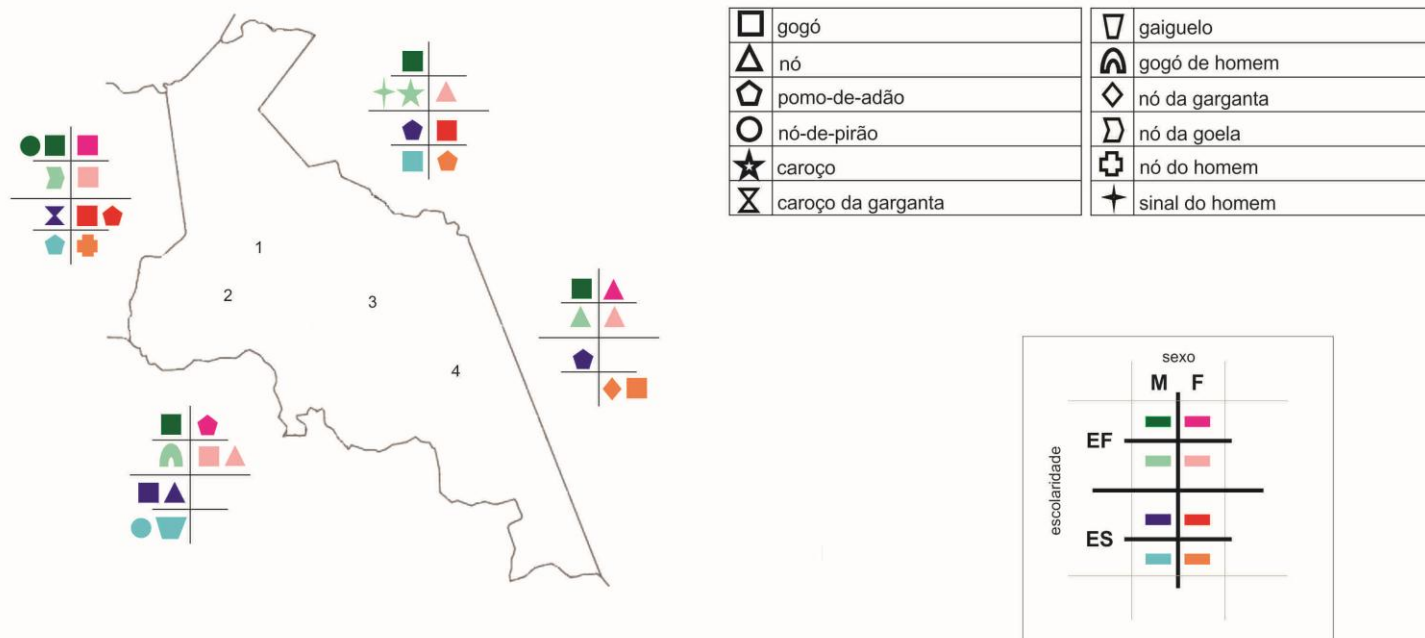 gogó
nó
pomo-de-adão
nó-de-pirão
caroço
caroço da garganta
gaiguelo
gogó de homem
nó da garganta
nó da goela
nó do homem
sinal do homem
1
2
3
4
sexo
M F
escolaridade
EF
ES